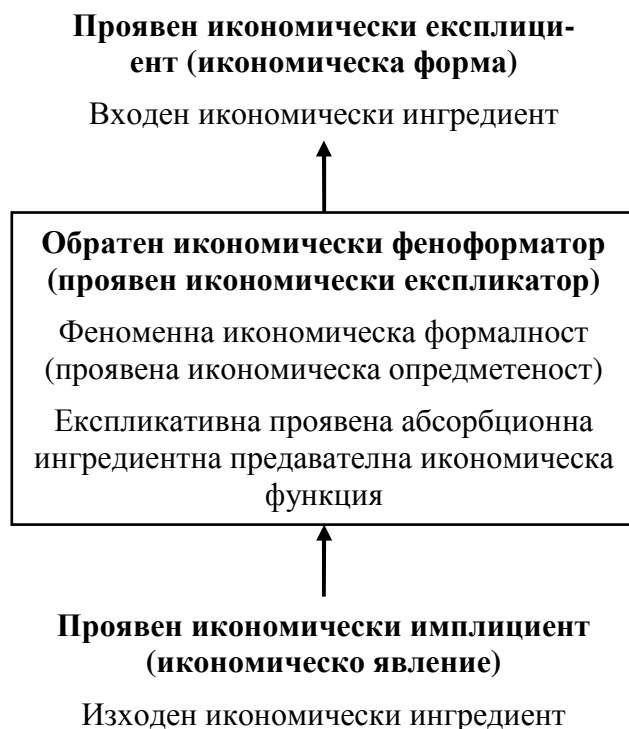 Проявен икономически експлици-
ент (икономическа форма)
Входен икономически ингредиент
Обратен икономически феноформатор
(проявен икономически експликатор)
Феноменна икономическа формалност
(проявена икономическа опредметеност)
Експликативна проявена абсорбционна
ингредиентна предавателна икономическа
функция
Проявен икономически имплициент
(икономическо явление)
Изходен икономически ингредиент